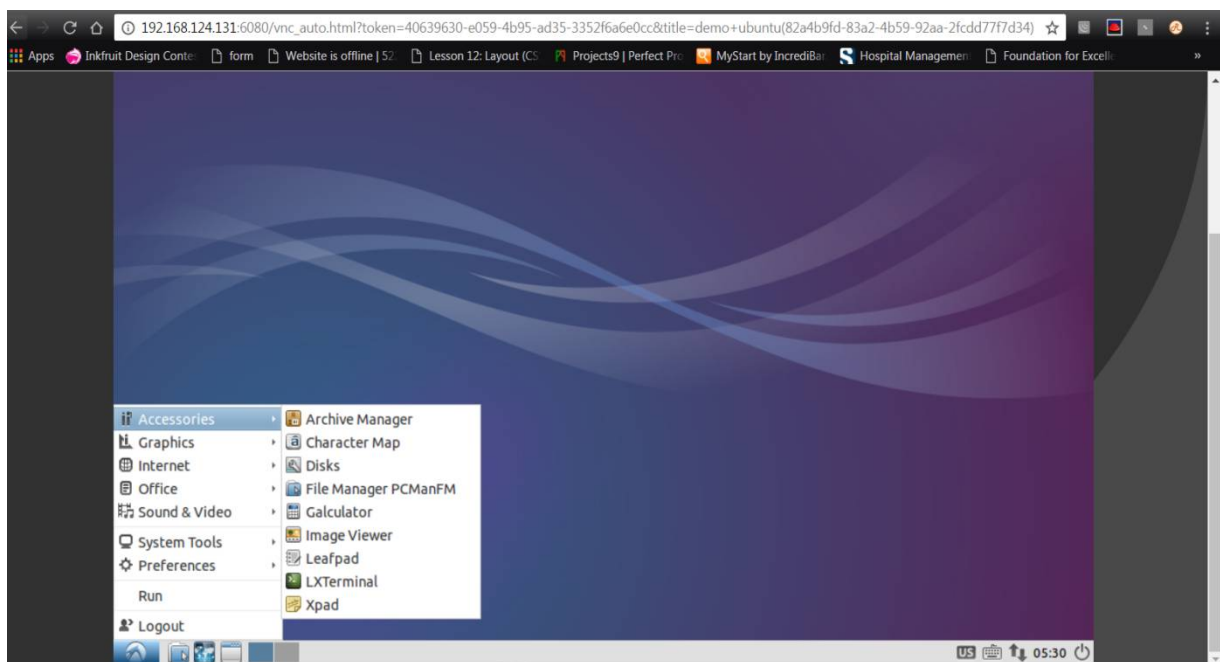 192.168.124.131:6080/vnc_auto.html?token=40639630-e059-4b95-ad35-3352f6a6e0cc&title=demo+ubuntu(82a4b9fd-83a2-4b59-92aa-2fcdd77f7d34)
Apps Inkfruit Design Conte form Website is offline | 52 Lesson 12: Layout (CS Projects9 | Perfect Pro MyStart by IncrediBar Hospital Management Foundation for Excelle »
Accessories
Graphics
Internet
Office
Sound & Video
System Tools
Preferences
Run
Logout
Archive Manager
Character Map
Disks
File Manager PCManFM
Galculator
Image Viewer
Leafpad
LXTerminal
Xpad
US 05:30